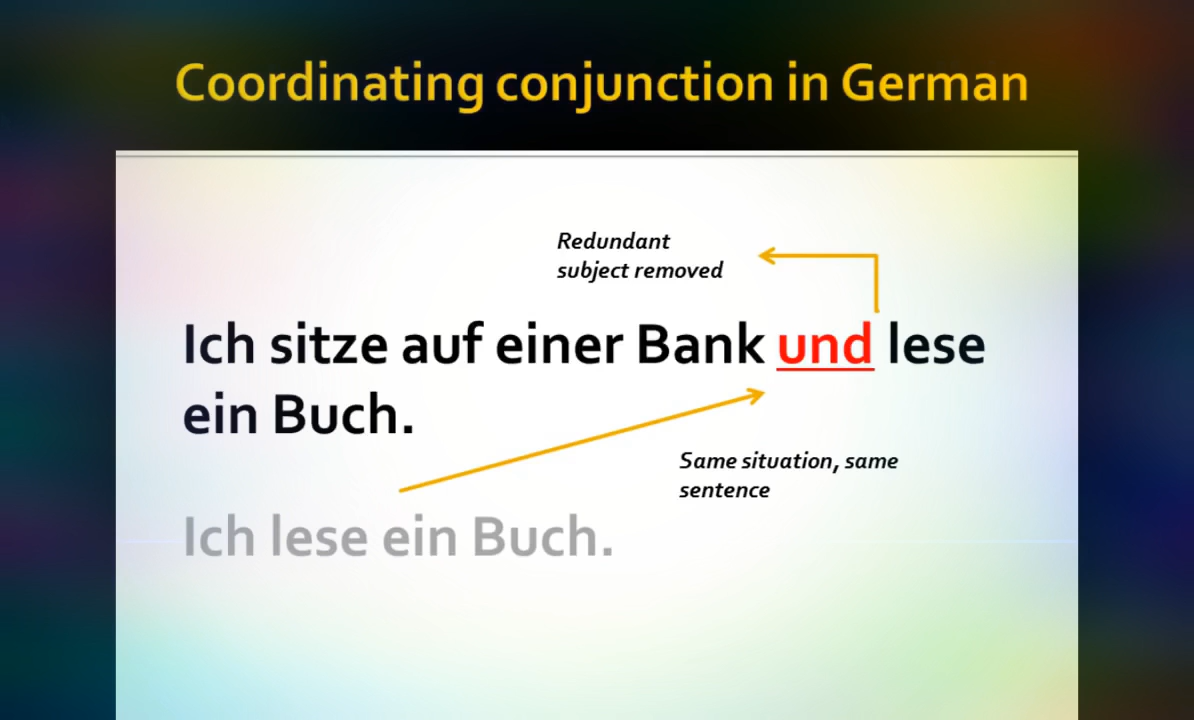 Coordinating conjunction in German
Redundant
subject removed
Ich sitze auf einer Bank und lese
ein Buch.
Same situation, same
sentence
Ich lese ein Buch.